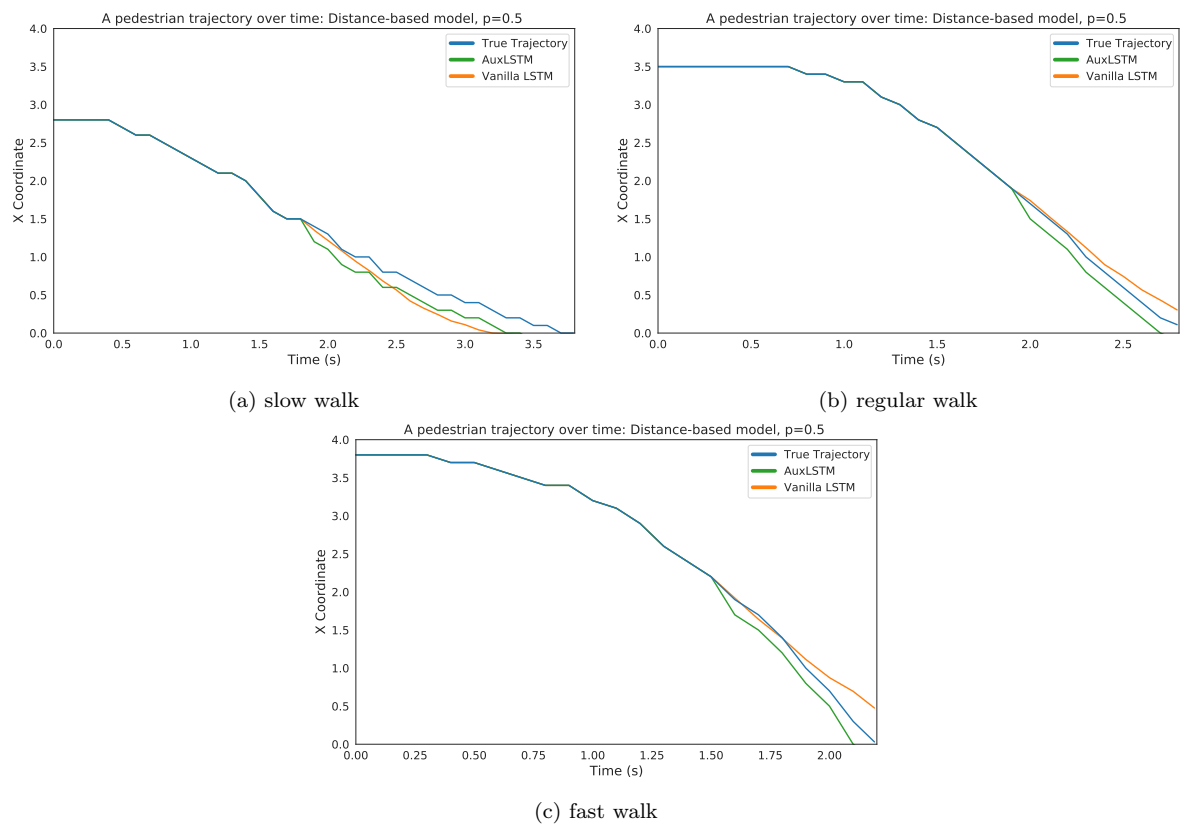 A pedestrian trajectory over time: Distance-based model, p=0.5
4.0
3.5
3.0
2.5
2.0
1.5
1.0
0.5
0.0
X Coordinate
True Trajectory
AuxLSTM
Vanilla LSTM
0.0 0.5 1.0 1.5 2.0 2.5 3.0 3.5
Time (s)
(a) slow walk
A pedestrian trajectory over time: Distance-based model, p=0.5
4.0
3.5
3.0
2.5
2.0
1.5
1.0
0.5
0.0
X Coordinate
True Trajectory
AuxLSTM
Vanilla LSTM
0.0 0.5 1.0 1.5 2.0 2.5
Time (s)
(b) regular walk
A pedestrian trajectory over time: Distance-based model, p=0.5
4.0
3.5
3.0
2.5
2.0
1.5
1.0
0.5
0.0
X Coordinate
True Trajectory
AuxLSTM
Vanilla LSTM
0.00 0.25 0.50 0.75 1.00 1.25 1.50 1.75 2.00
Time (s)
(c) fast walk